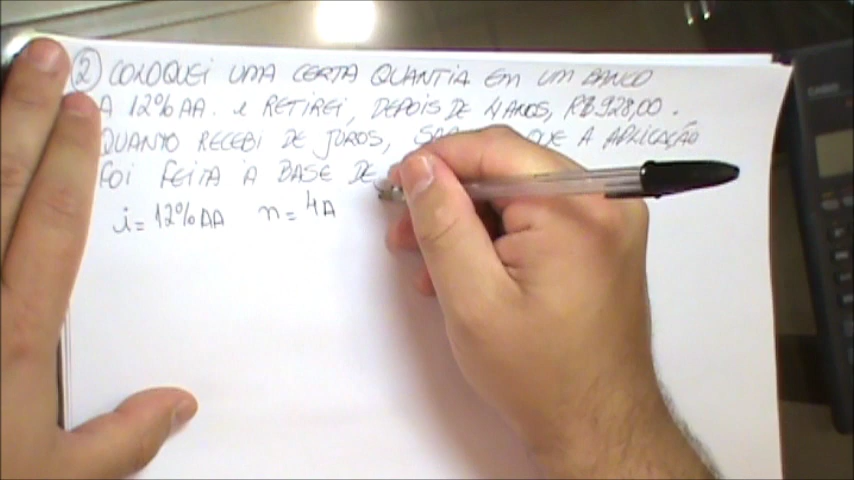 2 COLOQUEI UMA CERTA QUANTIA EM UM BANCO
A 12% AA. E RETIREI, DEPOIS DE 4 ANOS, R$ 928,00.
QUANTO RECEBI DE JUROS, QUE A APLICAÇÃO
FOI FEITA À BASE DE
i = 12% AA n = 4A
CASIO